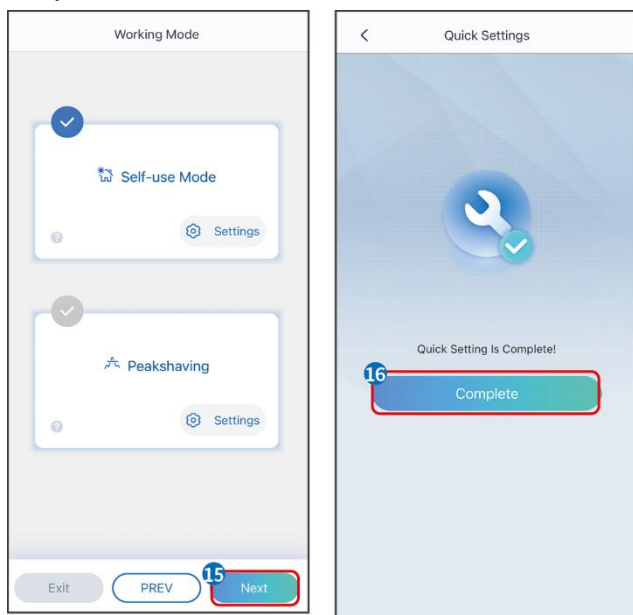 Working Mode
Self-use Mode
?
Settings
Peakshaving
?
Settings
Exit
PREV
15
Next
Quick Settings
Quick Setting Is Complete!
16
Complete